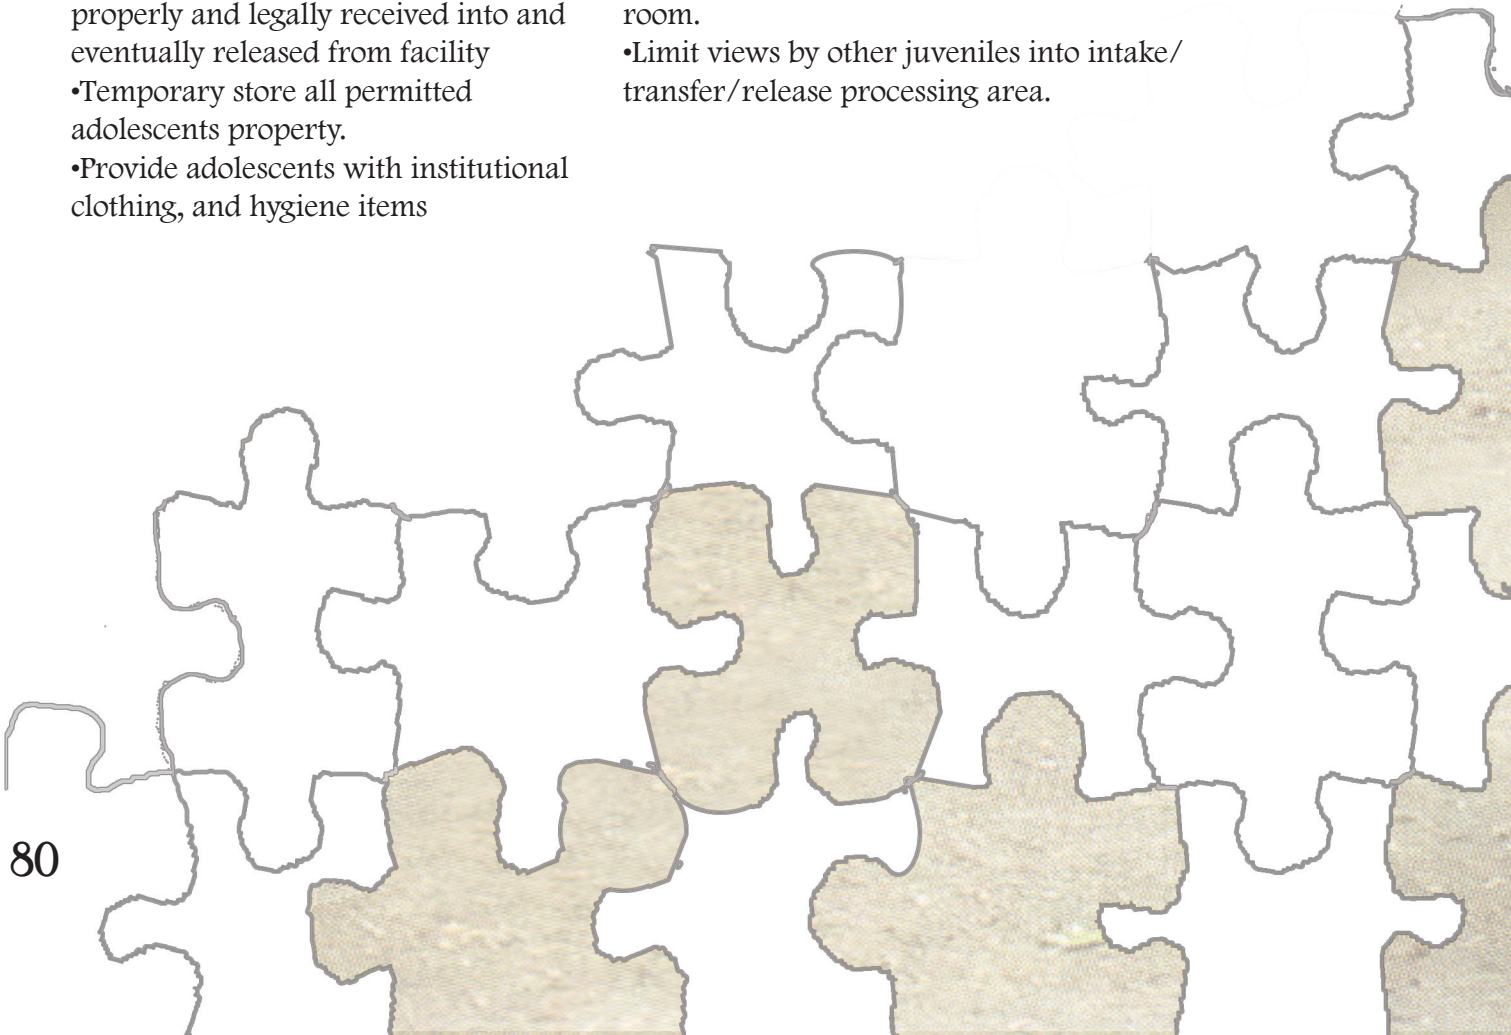 properly and legally received into and
eventually released from facility
•Temporary store all permitted
adolescents property.
•Provide adolescents with institutional
clothing, and hygiene items
room.
•Limit views by other juveniles into intake/
transfer/release processing area.
80